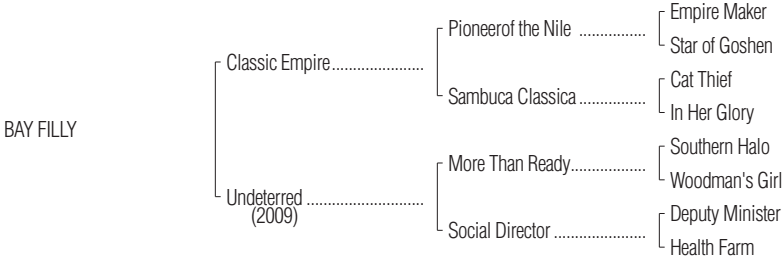 Empire Maker
Pioneerof the Nile ................
Star of Goshen
Classic Empire......................
Cat Thief
Sambuca Classica ................
In Her Glory
BAY FILLY
Southern Halo
More Than Ready..................
Woodman's Girl
Undeterred ............................
(2009)
Deputy Minister
Social Director ......................
Health Farm